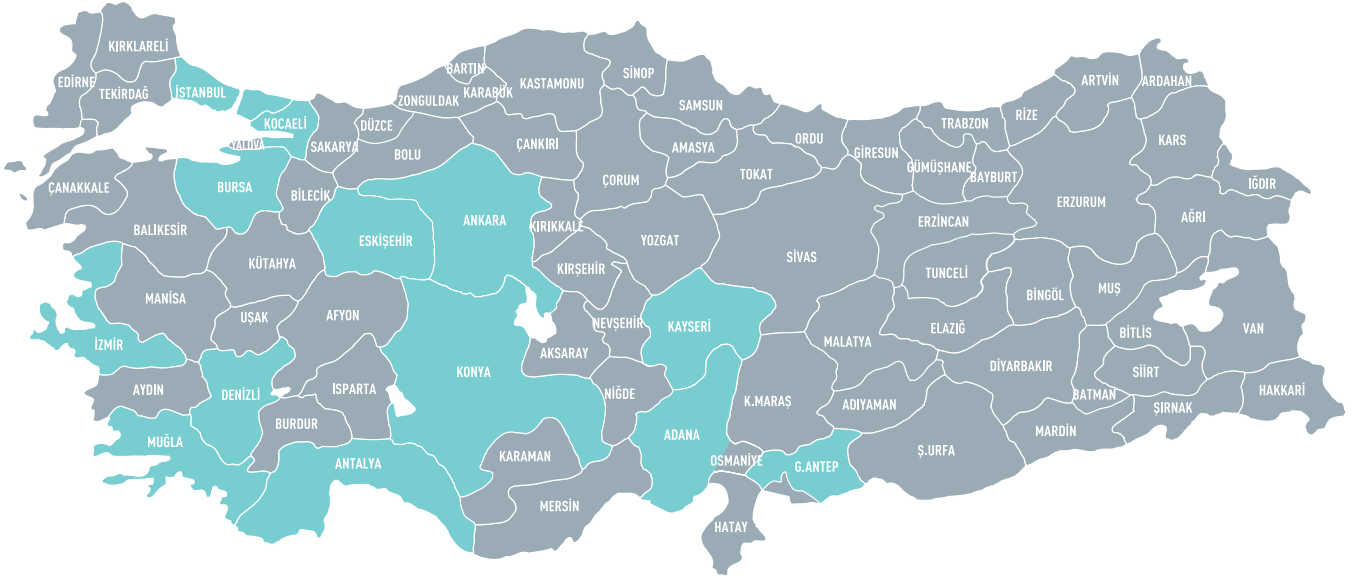 KIRKLARELİ
EDİRNE
TEKİRDAĞ
İSTANBUL
KOCAELİ
YALOVA
SAKARYA
DÜZCE
ZONGULDAK
BARTIN
KARABÜK
KASTAMONU
SİNOP
SAMSUN
ORDU
GİRESUN
TRABZON
RİZE
ARTVİN
ARDAHAN
KARS
IĞDIR
AĞRI
ERZURUM
BAYBURT
GÜMÜŞHANE
TOKAT
AMASYA
ÇORUM
ÇANKIRI
BOLU
BİLECİK
BURSA
ÇANAKKALE
BALIKESİR
KÜTAHYA
ESKİŞEHİR
ANKARA
KIRIKKALE
YOZGAT
KIRŞEHİR
SİVAS
ERZİNCAN
TUNCELİ
BİNGÖL
MUŞ
BİTLİS
VAN
HAKKARİ
ŞIRNAK
SİİRT
BATMAN
DİYARBAKIR
ELAZIĞ
MALATYA
KAYSERİ
NEVŞEHİR
AKSARAY
KONYA
AFYON
UŞAK
MANİSA
İZMİR
AYDIN
DENİZLİ
ISPARTA
BURDUR
MUĞLA
ANTALYA
KARAMAN
MERSİN
NİĞDE
ADANA
K.MARAŞ
ADIYAMAN
OSMANİYE
G.ANTEP
Ş.URFA
MARDİN
HATAY